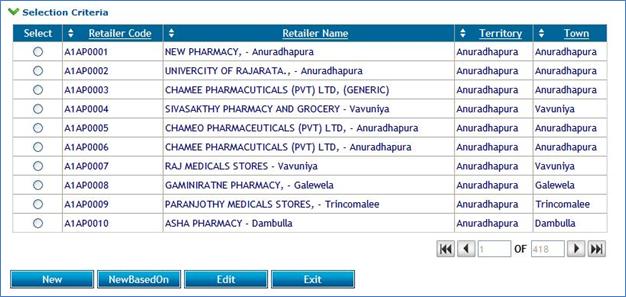 Selection Criteria
Select Retailer Code Retailer Name Territory Town
A1AP0001 NEW PHARMACY, - Anuradhapura Anuradhapura Anuradhapura
A1AP0002 UNIVERCITY OF RAJARATA., - Anuradhapura Anuradhapura Anuradhapura
A1AP0003 CHAMEE PHARMACEUTICALS (PVT) LTD, (GENERIC) Anuradhapura Anuradhapura
A1AP0004 SIVASAKTHY PHARMACY AND GROCERY - Vavuniya Anuradhapura Vavuniya
A1AP0005 CHAMEO PHARMACEUTICALS (PVT) LTD, - Anuradhapura Anuradhapura Anuradhapura
A1AP0006 CHAMEE PHARMACEUTICALS (PVT) LTD, - Anuradhapura Anuradhapura Anuradhapura
A1AP0007 RAJ MEDICALS STORES - Vavuniya Anuradhapura Vavuniya
A1AP0008 GAMINIRATNE PHARMACY, - Galewela Anuradhapura Galewela
A1AP0009 PARANJOTHY MEDICALS STORES, - Trincomalee Anuradhapura Trincomalee
A1AP0010 ASHA PHARMACY - Dambulla Anuradhapura Dambulla
1 OF 418
New NewBasedOn Edit Exit